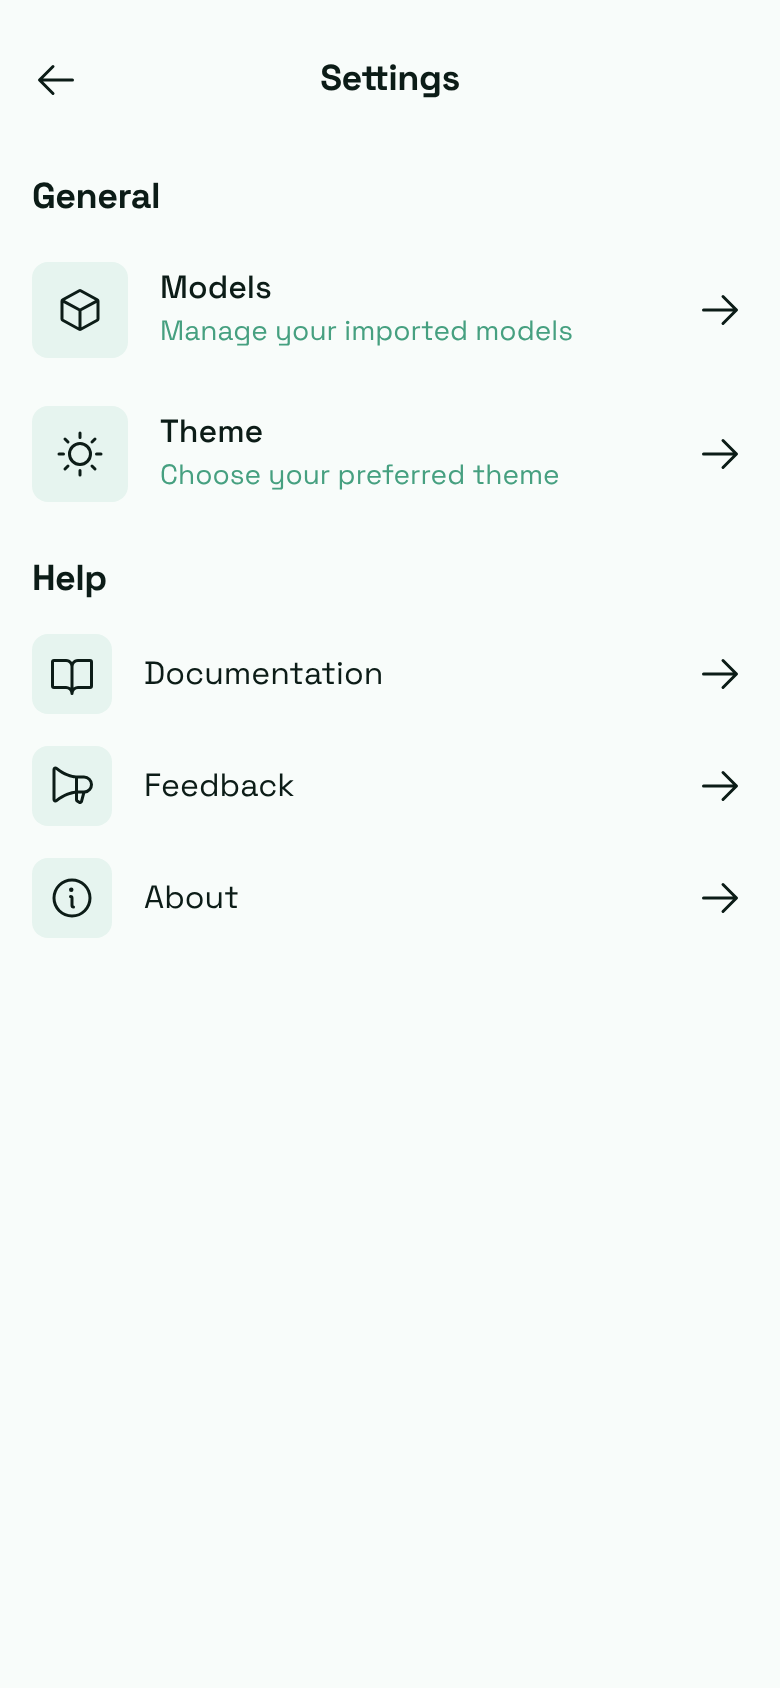 Settings
General
Models
Manage your imported models
Theme
Choose your preferred theme
Help
Documentation
Feedback
About